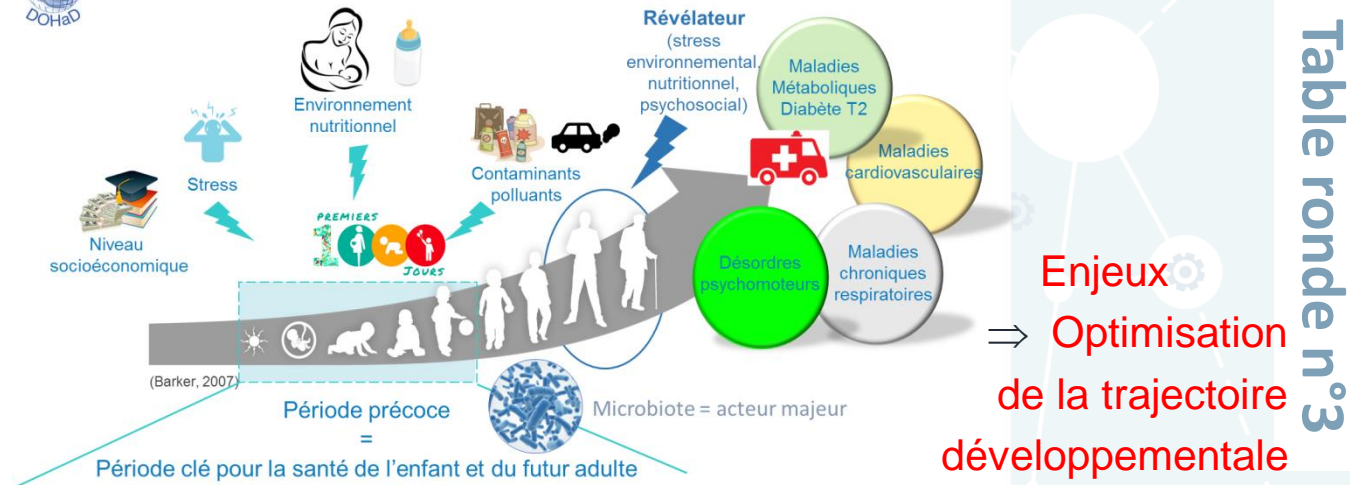 DOHaD
Révélateur
(stress
environnemental,
nutritionnel,
psychosocial)
Environnement
nutritionnel
Stress
Niveau
socioéconomique
Contaminants
polluants
PREMIERS
1000
JOURS
Maladies
Métaboliques
Diabète T2
Maladies
cardiovasculaires
Désordres
psychomoteurs
Maladies
chroniques
respiratoires
(Barker, 2007)
Période précoce
=
Période clé pour la santé de l'enfant et du futur adulte
Microbiote = acteur majeur
Enjeux
⇒ Optimisation
de la trajectoire
développementale
Table ronde n°3